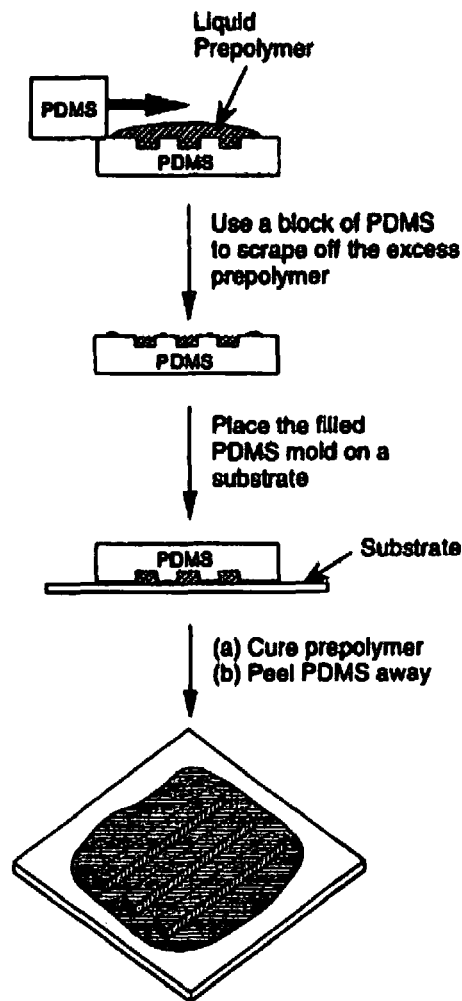 Liquid
Prepolymer
PDMS
PDMS
Use a block of PDMS
to scrape off the excess
prepolymer
PDMS
Place the filled
PDMS mold on a
substrate
PDMS
Substrate
(a) Cure prepolymer
(b) Peel PDMS away